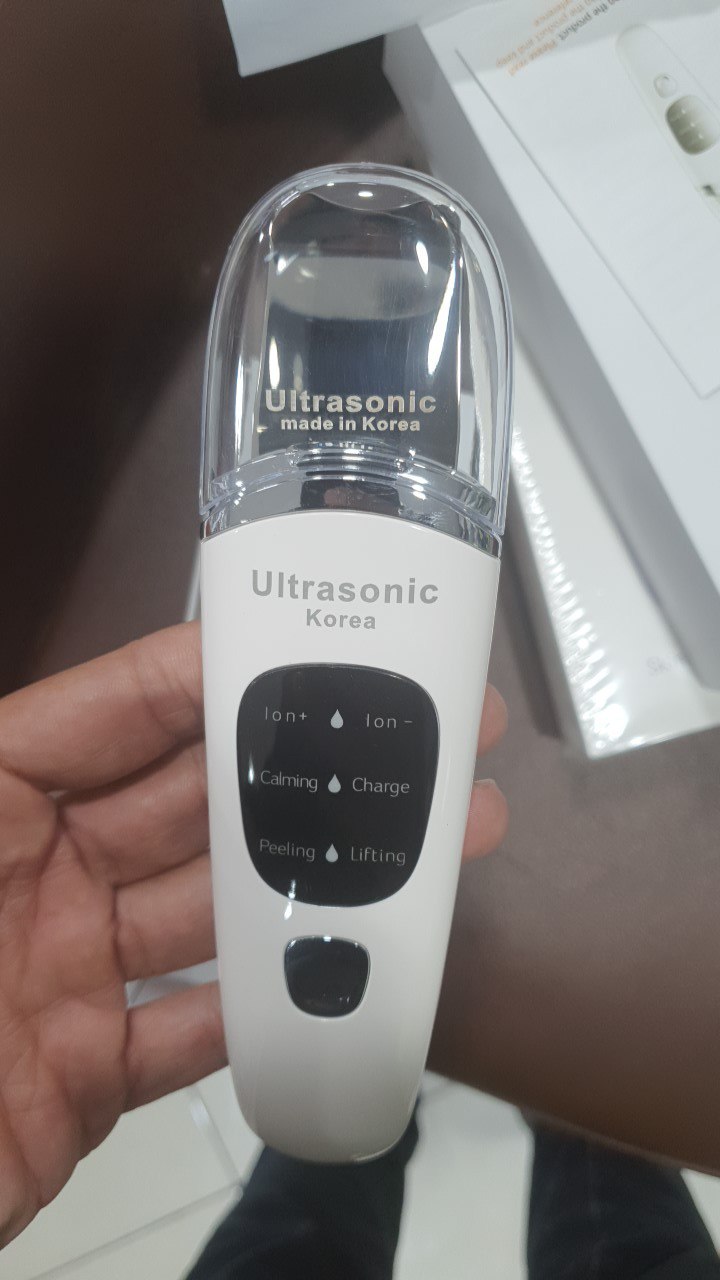 Ultrasonic
made in Korea
Ultrasonic
Korea
Ion+ Ion -
Calming Charge
Peeling Lifting